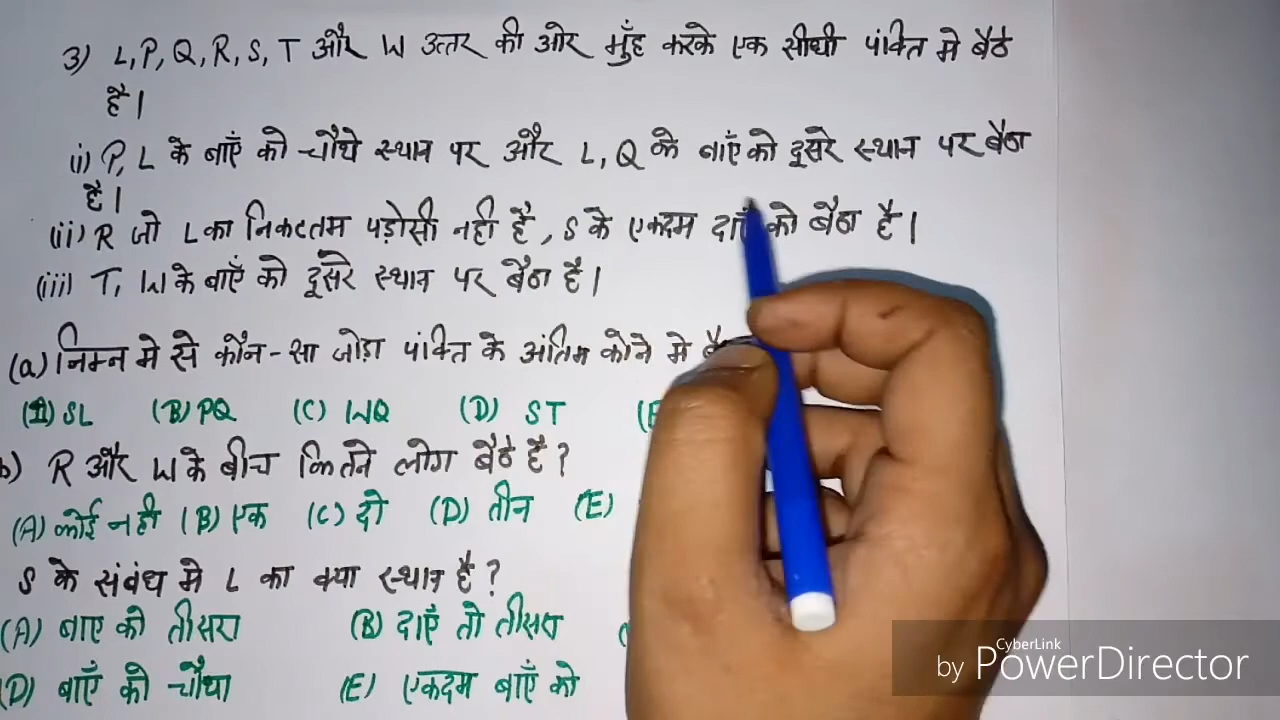 3) L, P, Q, R, S, T और W उत्तर की ओर मुँह करके एक सीधी पंक्ति मे बैठे
है।
(i) P, L के बाएँ को चौथे स्थान पर और L, Q के बाएँ को दूसरे स्थान पर बैठा
है।
(ii) R जो L का निकटतम पड़ोसी नही है, S के एकदम दाएँ को बैठा है।
(iii) T, W के बाएँ को दूसरे स्थान पर बैठा है।
(a) निम्न मे से कौन-सा जोड़ा पंक्ति के अंतिम कोने मे
(A) SL (B) PQ (C) WQ (D) ST
b) R और W के बीच कितने लोग बैठे है?
(A) कोई नही (B) एक (C) दो (D) तीन (E)
S के संबंध मे L का क्या स्थान है?
(A) बाए को तीसरा (B) दाएँ तो तीसरा
(D) बाएँ को चौथा (E) एकदम बाएँ को
CyberLink
by PowerDirector